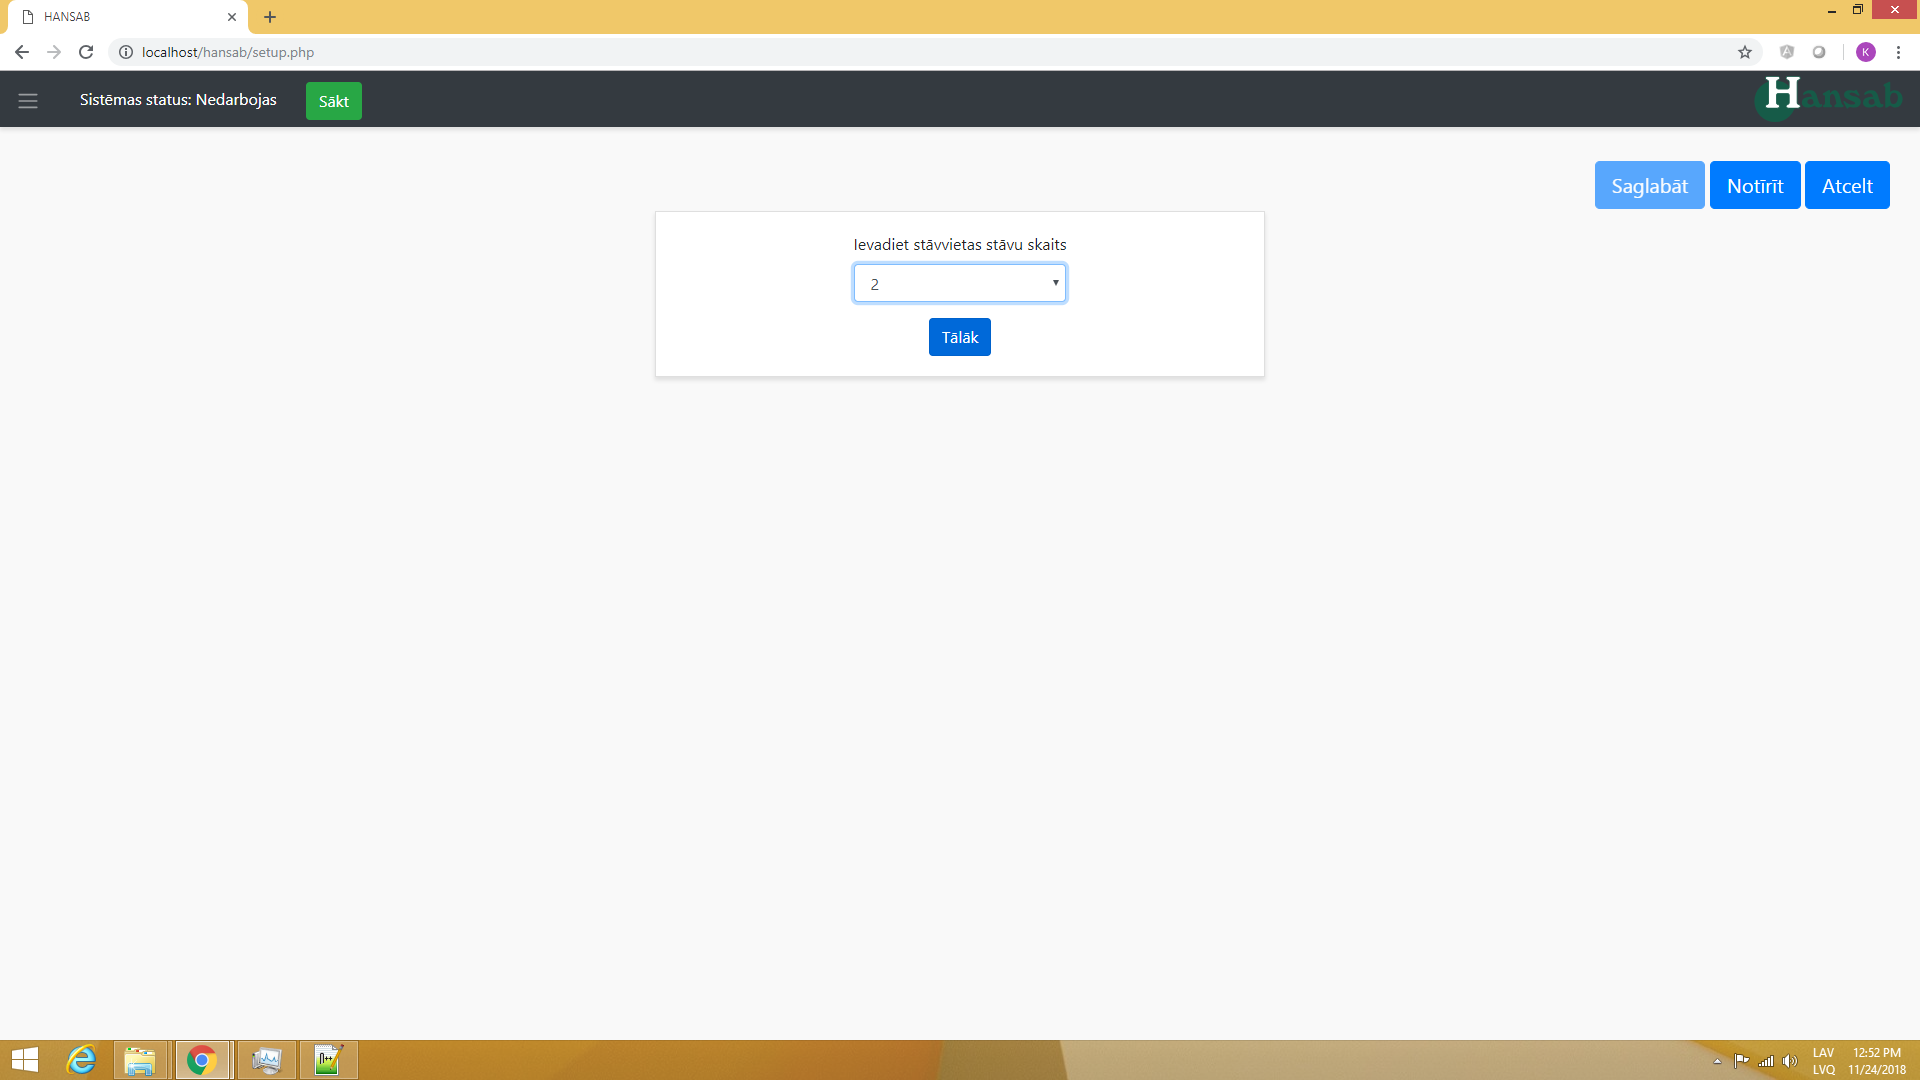 HANSAB
localhost/hansab/setup.php
K
Sistēmas status: Nedarbojas
Sākt
Hansab
Saglabāt
Notīrīt
Atcelt
Ievadiet stāvvietas stāvu skaits
2
Tālāk
LAV
12:52 PM
LVQ
11/24/2018